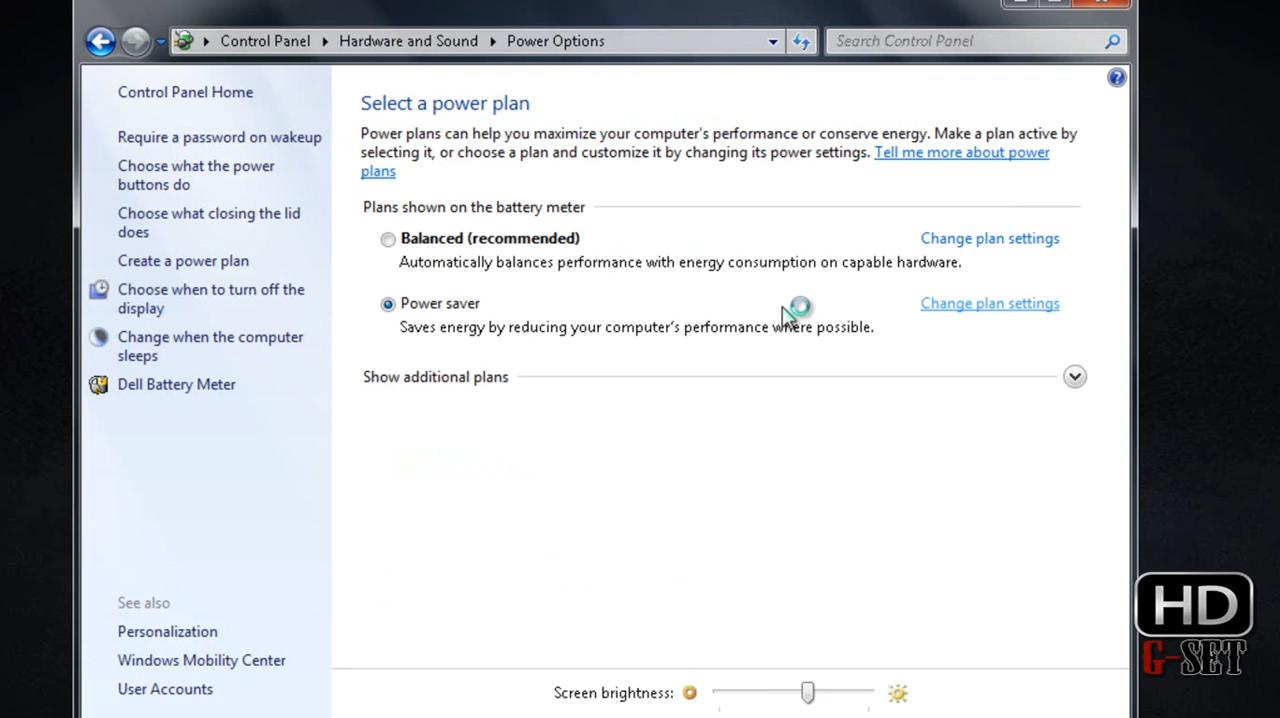 Control Panel Hardware and Sound Power Options Search Control Panel
Control Panel Home
Require a password on wakeup
Choose what the power
buttons do
Choose what closing the lid
does
Create a power plan
Choose when to turn off the
display
Change when the computer
sleeps
Dell Battery Meter
See also
Personalization
Windows Mobility Center
User Accounts
Select a power plan
Power plans can help you maximize your computer's performance or conserve energy. Make a plan active by
selecting it, or choose a plan and customize it by changing its power settings. Tell me more about power
plans
Plans shown on the battery meter
Balanced (recommended) Change plan settings
Automatically balances performance with energy consumption on capable hardware.
Power saver Change plan settings
Saves energy by reducing your computer's performance where possible.
Show additional plans
Screen brightness:
HD
G-SET